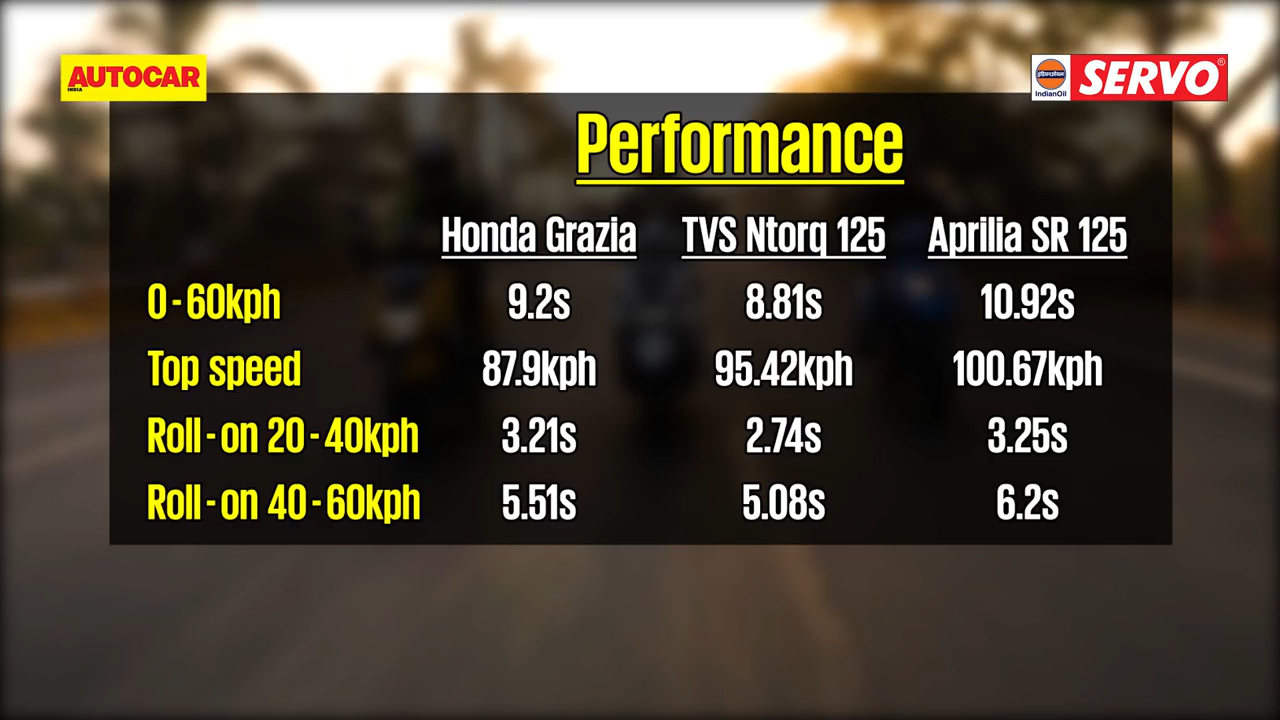 AUTOCAR
INDIA
इंडियनऑयल
IndianOil
SERVO®
Performance
Honda Grazia TVS Ntorq 125 Aprilia SR 125
0-60kph 9.2s 8.81s 10.92s
Top speed 87.9kph 95.42kph 100.67kph
Roll-on 20-40kph 3.21s 2.74s 3.25s
Roll-on 40-60kph 5.51s 5.08s 6.2s